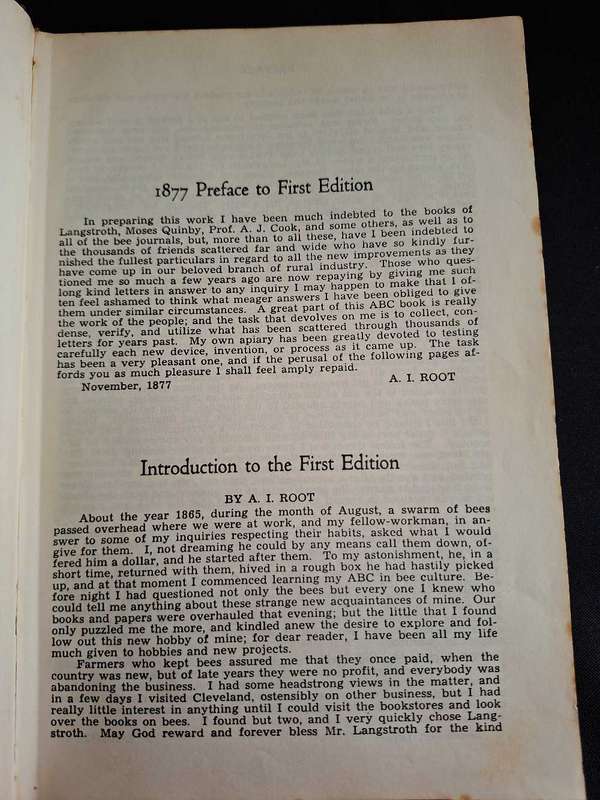 1877 Preface to First Edition
In preparing this work I have been much indebted to the books of
Langstroth, Moses Quinby, Prof. A. J. Cook, and some others, as well as to
all of the bee journals, but, more than to all these, have I been indebted to
the thousands of friends scattered far and wide who have so kindly fur-
nished the fullest particulars in regard to all the new improvements as they
have come up in our beloved branch of rural industry. Those who ques-
tioned me so much a few years ago are now repaying by giving me such
long kind letters in answer to any inquiry I may happen to make that I of-
ten feel ashamed to think what meager answers I have been obliged to give
them under similar circumstances. A great part of this ABC book is really
the work of the people; and the task that devolves on me is to collect, con-
dense, verify, and utilize what has been scattered through thousands of
letters for years past. My own apiary has been greatly devoted to testing
carefully each new device, invention, or process as it came up. The task
has been a very pleasant one, and if the perusal of the following pages af-
fords you as much pleasure I shall feel amply repaid.
November, 1877 A. I. ROOT
Introduction to the First Edition
BY A. I. ROOT
About the year 1865, during the month of August, a swarm of bees
passed overhead where we were at work, and my fellow-workman, in an-
swer to some of my inquiries respecting their habits, asked what I would
give for them. I, not dreaming he could by any means call them down, of-
fered him a dollar, and he started after them. To my astonishment, he, in a
short time, returned with them, hived in a rough box he had hastily picked
up, and at that moment I commenced learning my ABC in bee culture. Be-
fore night I had questioned not only the bees but every one I knew who
could tell me anything about these strange new acquaintances of mine. Our
books and papers were overhauled that evening; but the little that I found
only puzzled me the more, and kindled anew the desire to explore and fol-
low out this new hobby of mine; for dear reader, I have been all my life
much given to hobbies and new projects.
Farmers who kept bees assured me that they once paid, when the
country was new, but of late years they were no profit, and everybody was
abandoning the business. I had some headstrong views in the matter, and
in a few days I visited Cleveland, ostensibly on other business, but I had
really little interest in anything until I could visit the bookstores and look
over the books on bees. I found but two, and I very quickly chose Lang-
stroth. May God reward and forever bless Mr. Langstroth for the kind